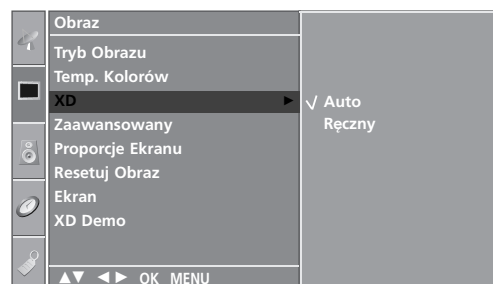 Obraz
Tryb Obrazu
Temp. Kolorów
XD ► √ Auto
Zaawansowany Ręczny
Proporcje Ekranu
Resetuj Obraz
Ekran
XD Demo
▲▼ ◄► OK MENU